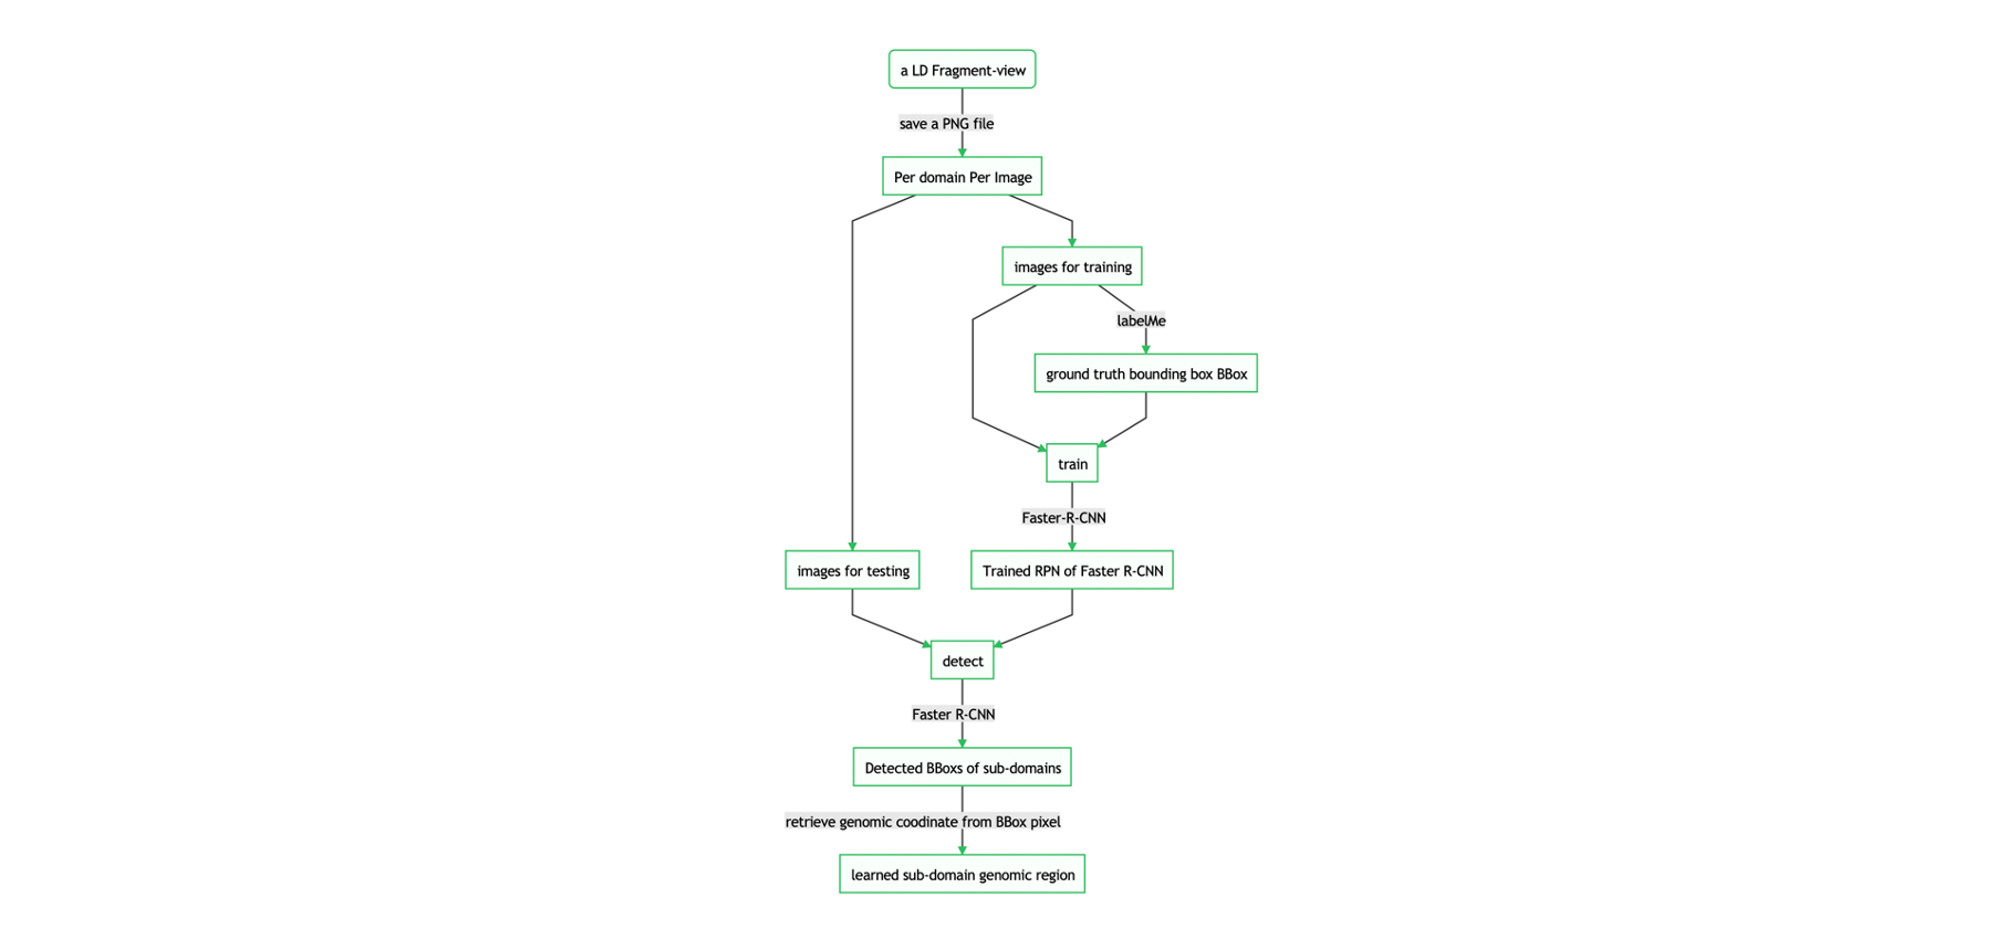 a LD Fragment-view
save a PNG file
Per domain Per Image
images for training
labelMe
ground truth bounding box BBox
train
Faster-R-CNN
images for testing
Trained RPN of Faster R-CNN
detect
Faster R-CNN
Detected BBoxs of sub-domains
retrieve genomic coodinate from BBox pixel
learned sub-domain genomic region